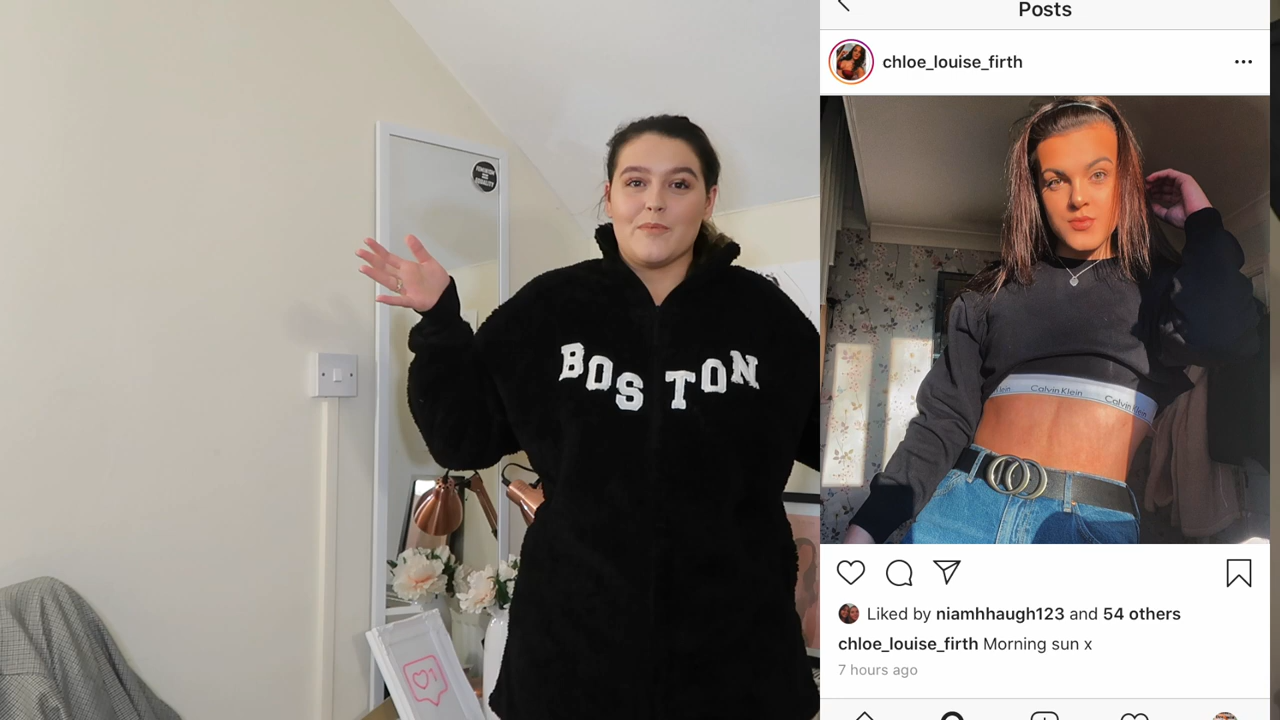 BOSTON
Posts
chloe_louise_firth
Calvin Klein
Calvin Klein
Liked by niamhhaugh123 and 54 others
chloe_louise_firth Morning sun x
7 hours ago